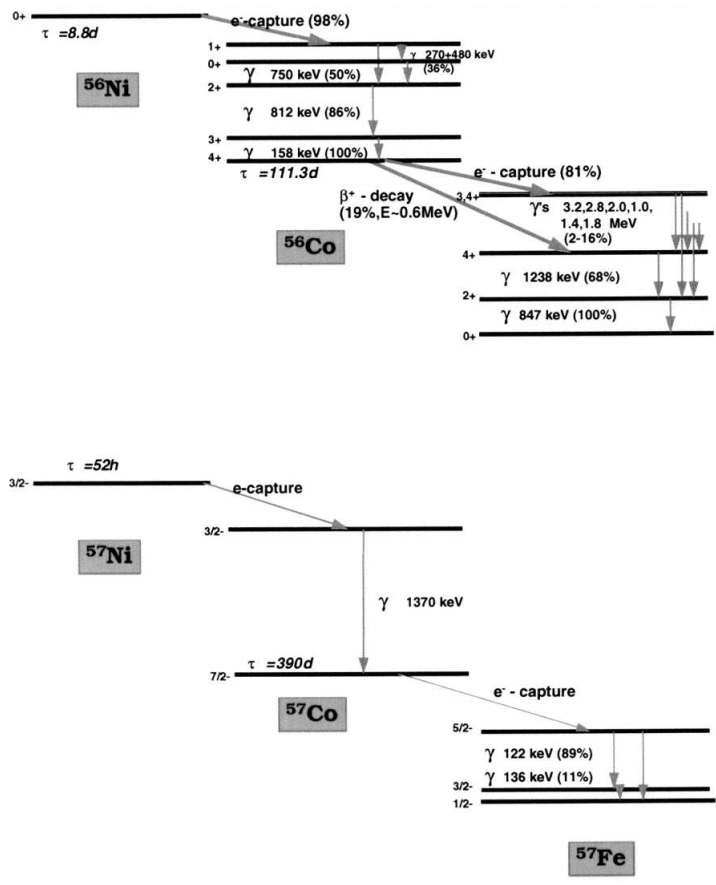 0+
e⁻-capture (98%)
τ =8.8d
1+
γ 270+480 keV
0+
(36%)
γ 750 keV (50%)
2+
⁵⁶Ni
γ 812 keV (86%)
3+
γ 158 keV (100%)
4+
τ =111.3d
e⁻ - capture (81%)
β⁺ - decay
(19%,E~0.6MeV)
3,4+
γ's 3.2,2.8,2.0,1.0,
1.4,1.8 MeV
(2-16%)
⁵⁶Co
4+
γ 1238 keV (68%)
2+
γ 847 keV (100%)
0+
τ =52h
3/2-
e-capture
3/2-
⁵⁷Ni
γ 1370 keV
τ =390d
7/2-
e⁻ - capture
⁵⁷Co
5/2-
γ 122 keV (89%)
γ 136 keV (11%)
3/2-
1/2-
⁵⁷Fe